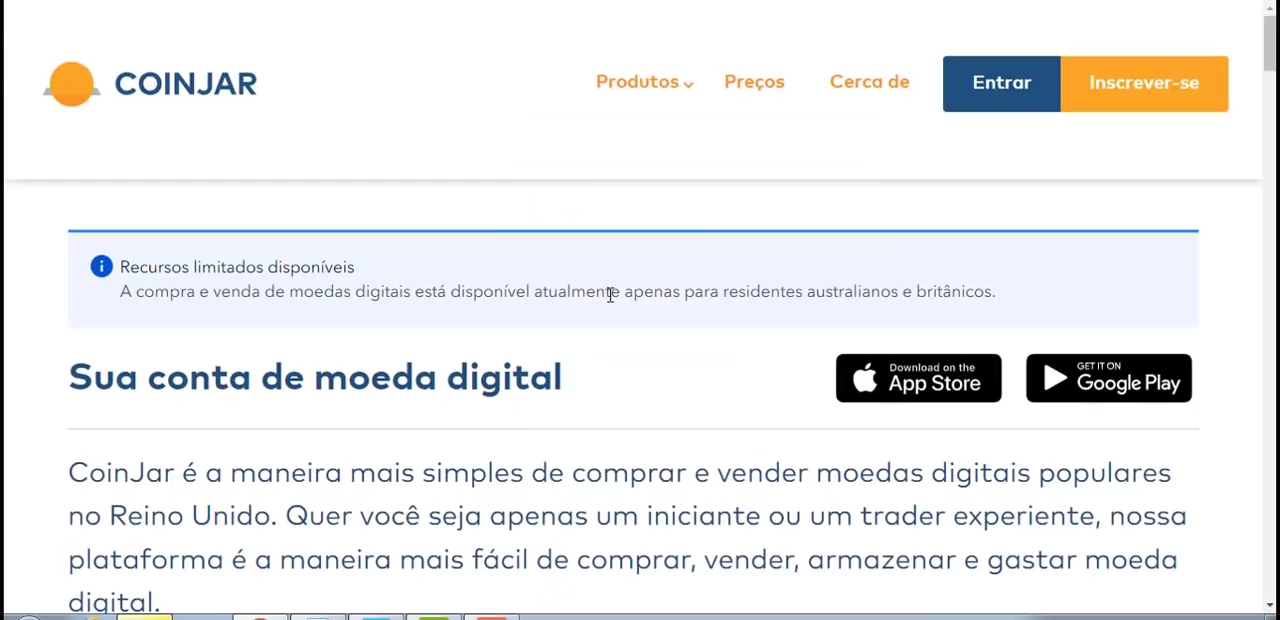 COINJAR
Produtos
Preços
Cerca de
Entrar
Inscrever-se
Recursos limitados disponíveis
A compra e venda de moedas digitais está disponível atualmente apenas para residentes australianos e britânicos.
Sua conta de moeda digital
Download on the
App Store
GET IT ON
Google Play
CoinJar é a maneira mais simples de comprar e vender moedas digitais populares
no Reino Unido. Quer você seja apenas um iniciante ou um trader experiente, nossa
plataforma é a maneira mais fácil de comprar, vender, armazenar e gastar moeda
digital.